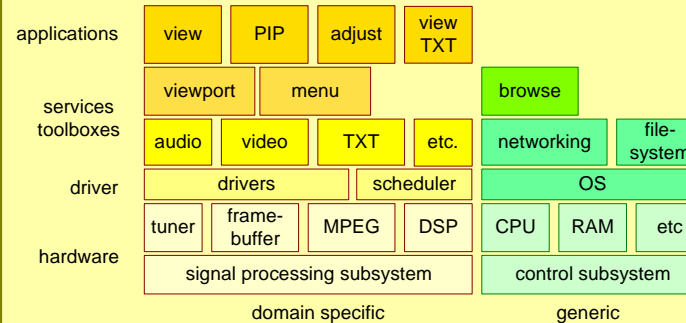 applications
view
PIP
adjust
view
TXT
services
toolboxes
viewport
menu
browse
audio
video
TXT
etc.
networking
file-
system
driver
drivers
scheduler
OS
hardware
tuner
frame-
buffer
MPEG
DSP
CPU
RAM
etc
signal processing subsystem
control subsystem
domain specific
generic